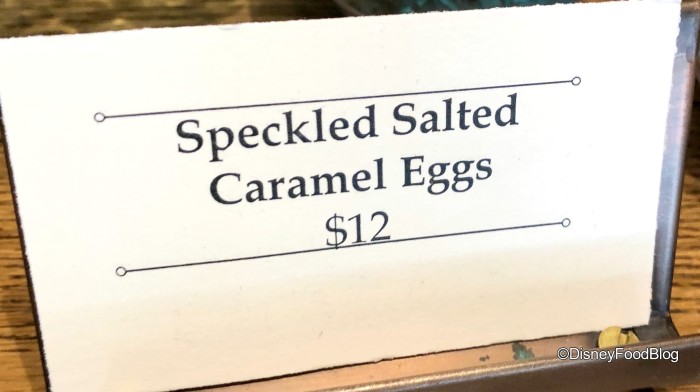 Speckled Salted
Caramel Eggs
$12
©DisneyFoodBlog